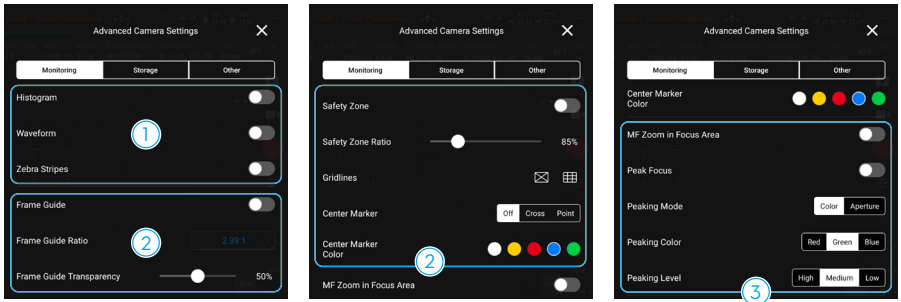 Advanced Camera Settings
Monitoring Storage Other
Histogram
Waveform
1
Zebra Stripes
Frame Guide
Frame Guide Ratio 2.39:1
2
Frame Guide Transparency 50%
Advanced Camera Settings
Monitoring Storage Other
Safety Zone
Safety Zone Ratio 85%
Gridlines
Center Marker Off Cross Point
Center Marker
Color
2
MF Zoom in Focus Area
Advanced Camera Settings
Monitoring Storage Other
Center Marker
Color
MF Zoom in Focus Area
Peak Focus
Peaking Mode Color Aperture
Peaking Color Red Green Blue
Peaking Level High Medium Low
3